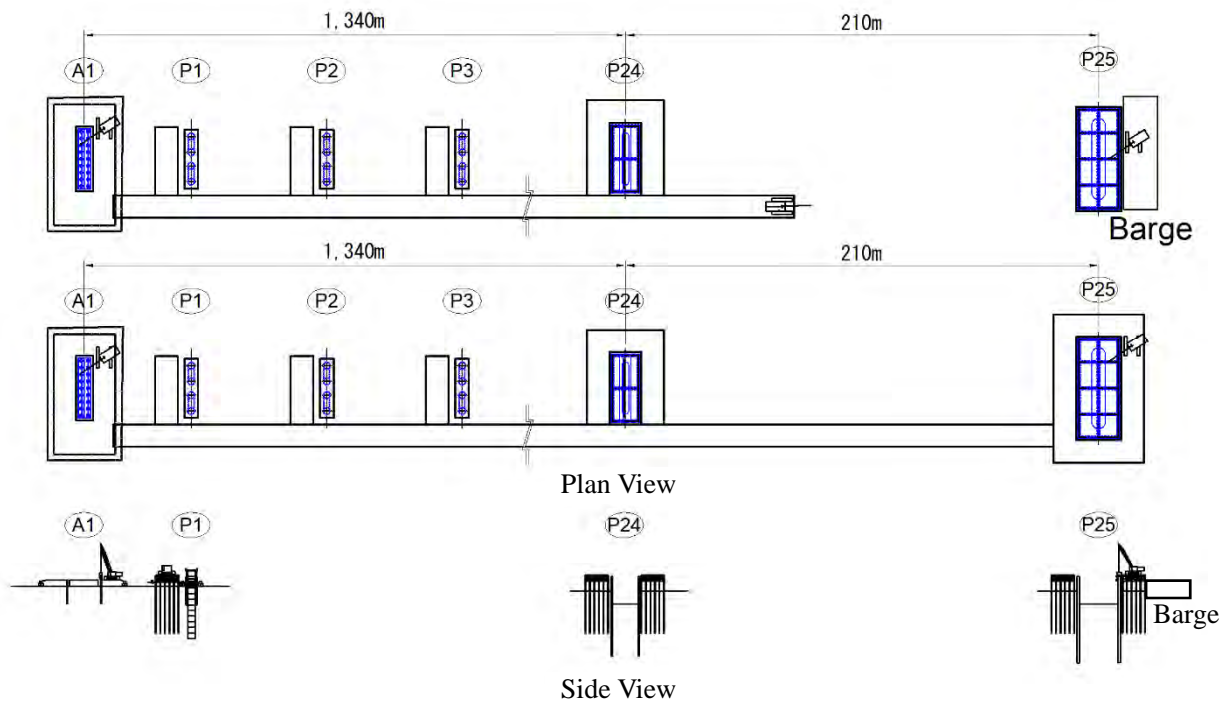 1,340m 210m
A1 P1 P2 P3 P24 P25
Barge
1,340m 210m
A1 P1 P2 P3 P24 P25
Plan View
A1 P1 P24 P25
Barge
Side View